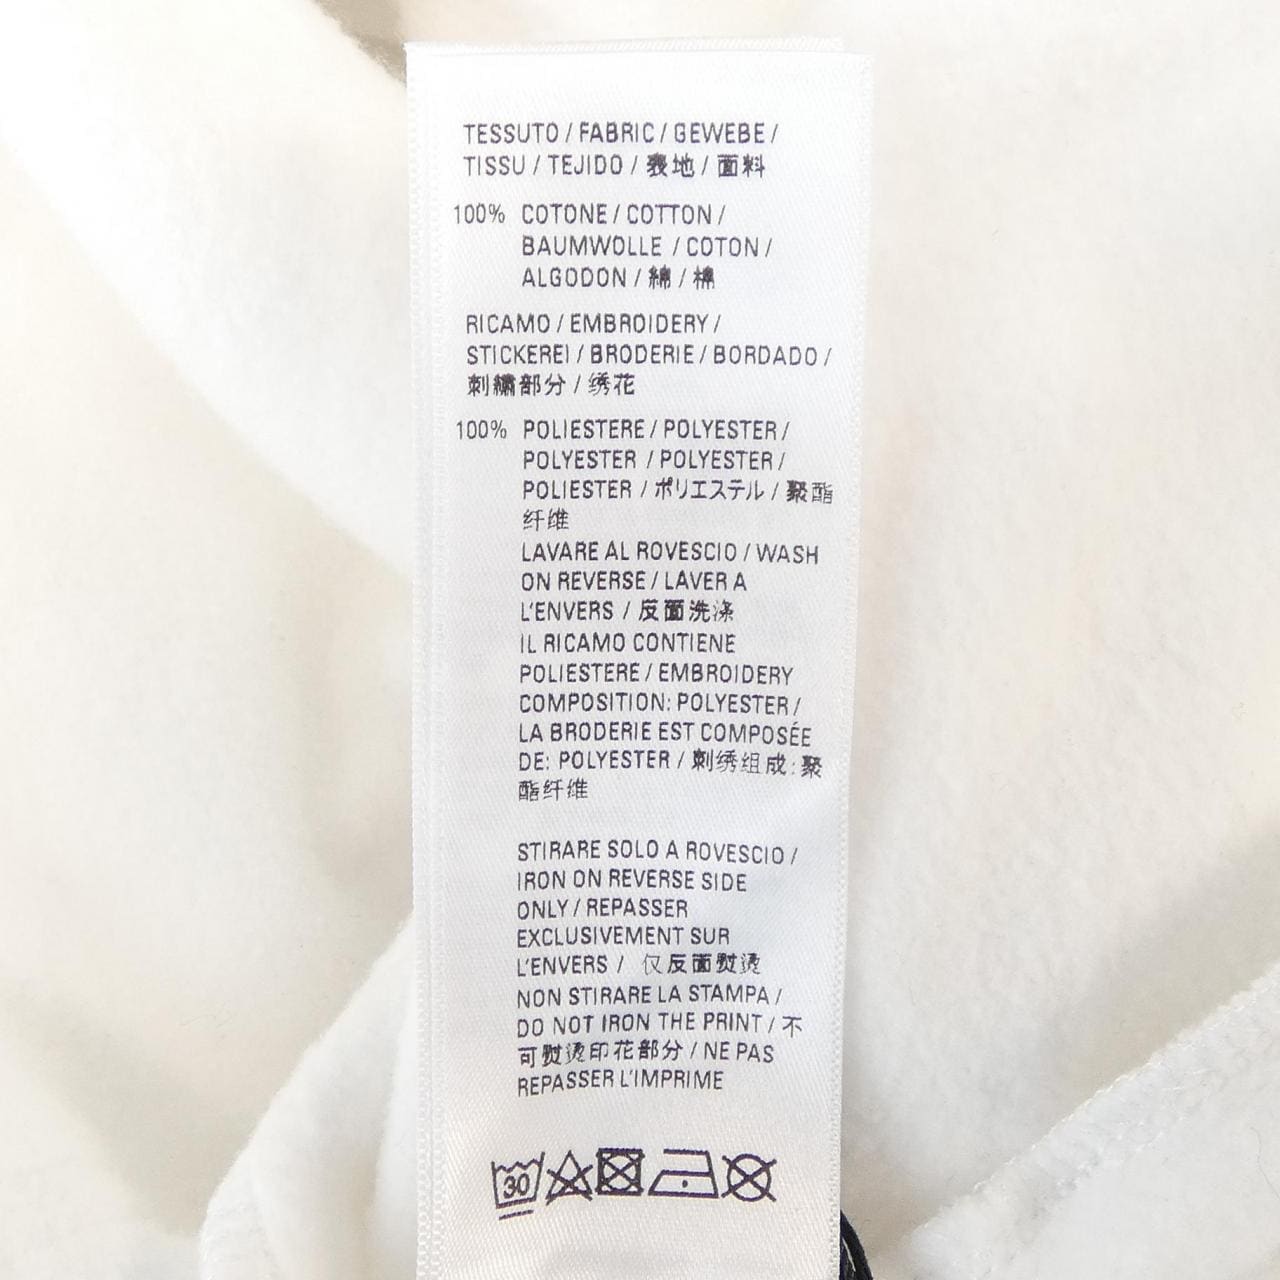 TESSUTO / FABRIC / GEWEBE /
TISSU / TEJIDO / 表地 / 面料
100% COTONE / COTTON /
BAUMWOLLE / COTON /
ALGODON / 綿 / 棉
RICAMO / EMBROIDERY /
STICKEREI / BRODERIE / BORDADO /
刺繍部分 / 绣花
100% POLIESTERE / POLYESTER /
POLYESTER / POLYESTER /
POLIESTER / ポリエステル / 聚酯
纤维
LAVARE AL ROVESCIO / WASH
ON REVERSE / LAVER A
L'ENVERS / 反面洗涤
IL RICAMO CONTIENE
POLIESTERE / EMBROIDERY
COMPOSITION: POLYESTER /
LA BRODERIE EST COMPOSÉE
DE: POLYESTER / 刺绣组成: 聚
酯纤维
STIRARE SOLO A ROVESCIO /
IRON ON REVERSE SIDE
ONLY / REPASSER
EXCLUSIVEMENT SUR
L'ENVERS / 仅反面熨烫
NON STIRARE LA STAMPA /
DO NOT IRON THE PRINT / 不
可熨烫印花部分 / NE PAS
REPASSER L'IMPRIME
30